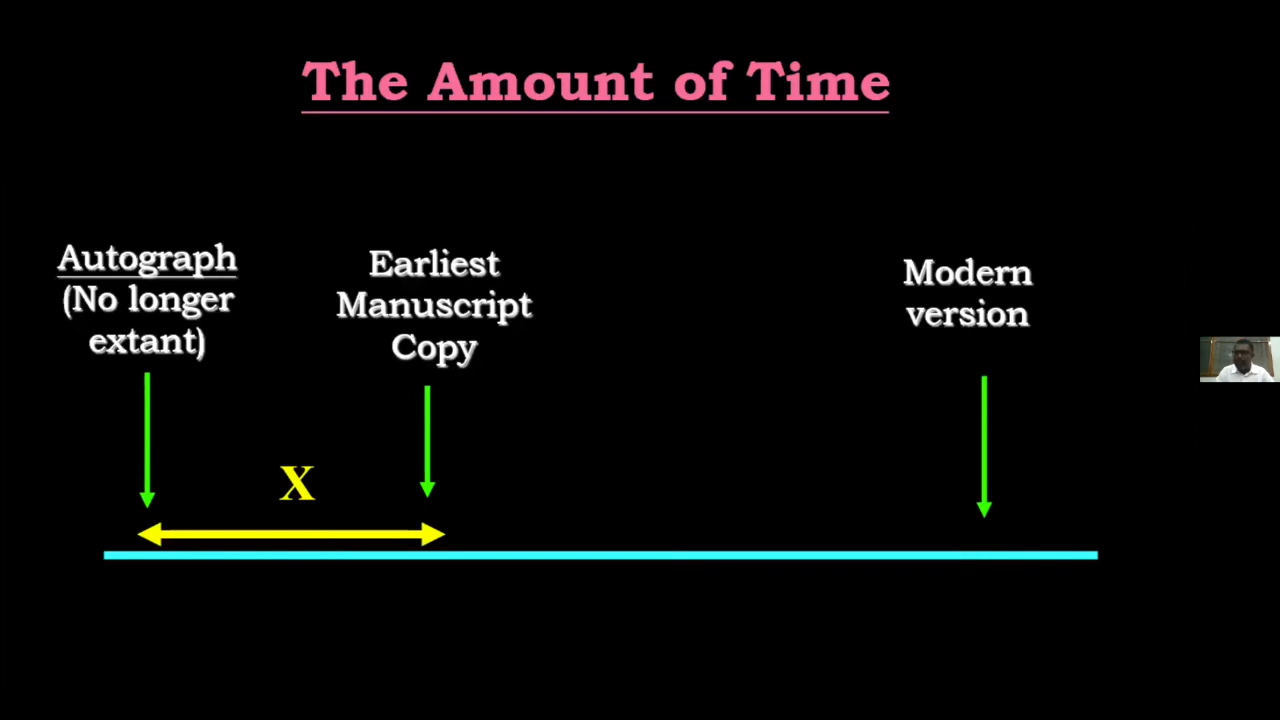 The Amount of Time
Autograph
(No longer
extant)
Earliest
Manuscript
Copy
Modern
version
X